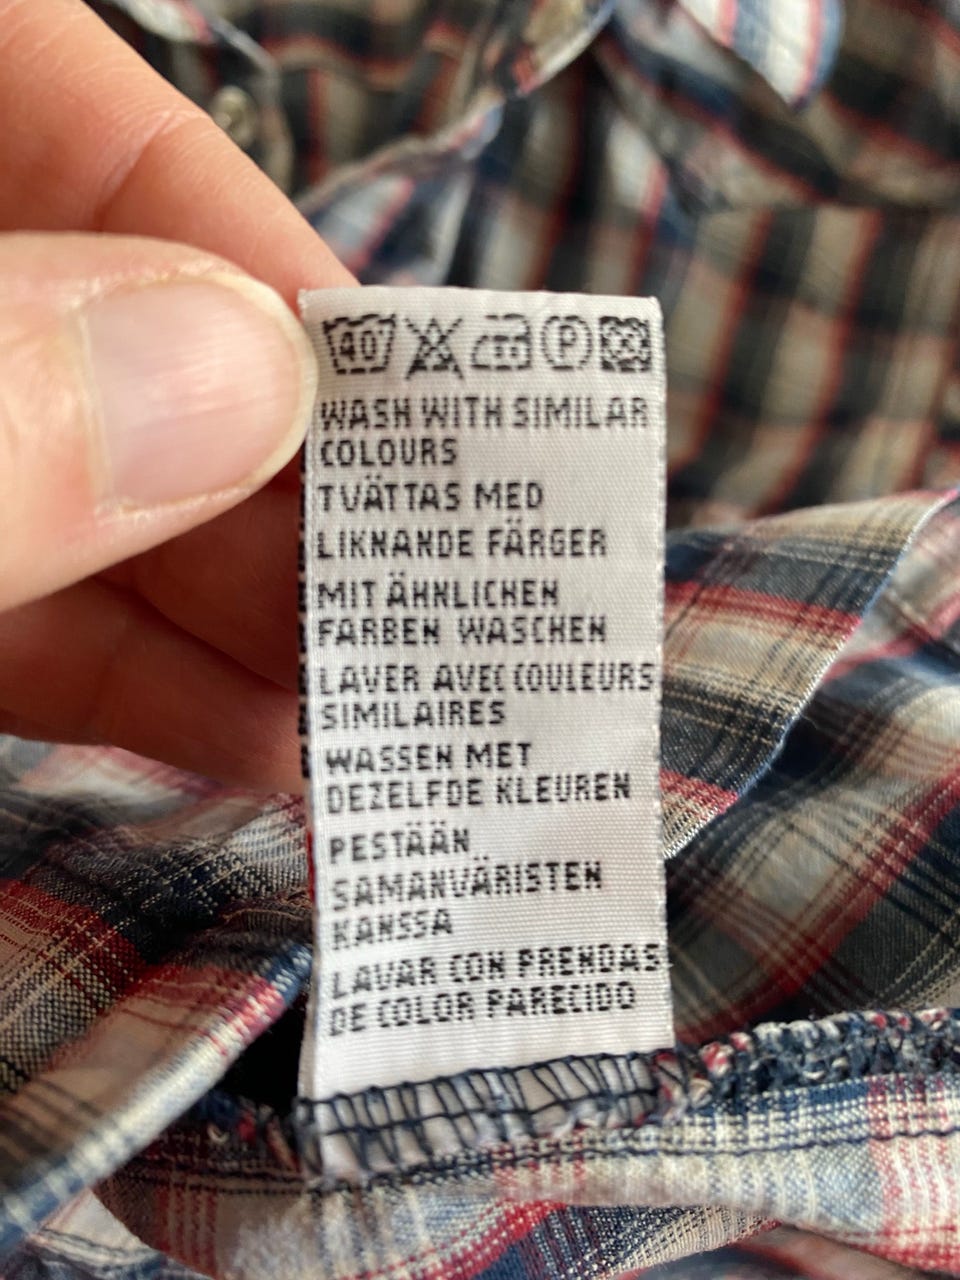 40 P
WASH WITH SIMILAR
COLOURS
TVÄTTAS MED
LIKNANDE FÄRGER
MIT ÄHNLICHEN
FARBEN WASCHEN
LAVER AVEC COULEURS
SIMILAIRES
WASSEN MET
DEZELFDE KLEUREN
PESTÄÄN
SAMANVÄRISTEN
KANSSA
LAVAR CON PRENDAS
DE COLOR PARECIDO